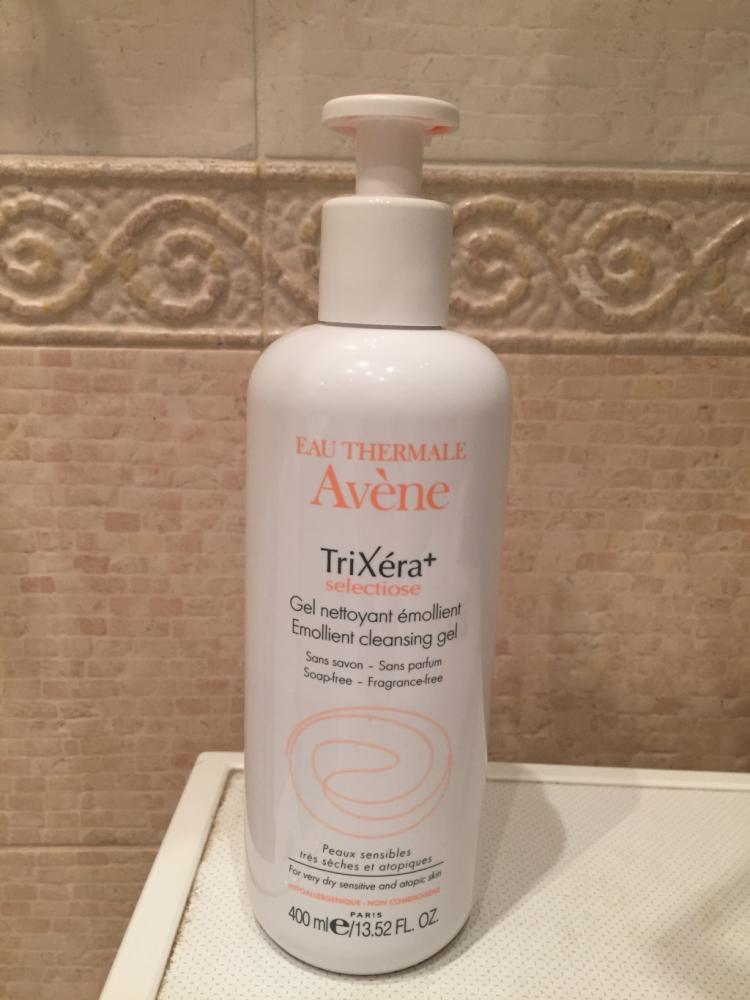 EAU THERMALE
Avène
TriXéra+
selectiose
Gel nettoyant émollient
Emollient cleansing gel
Sans savon - Sans parfum
Soap-free - Fragrance-free
Peaux sensibles
très sèches et atopiques
For very dry sensitive and atopic skin
HYPOALLERGENIQUE - NON COMEDOGENE
PARIS
400 ml e/13.52 FL. OZ.